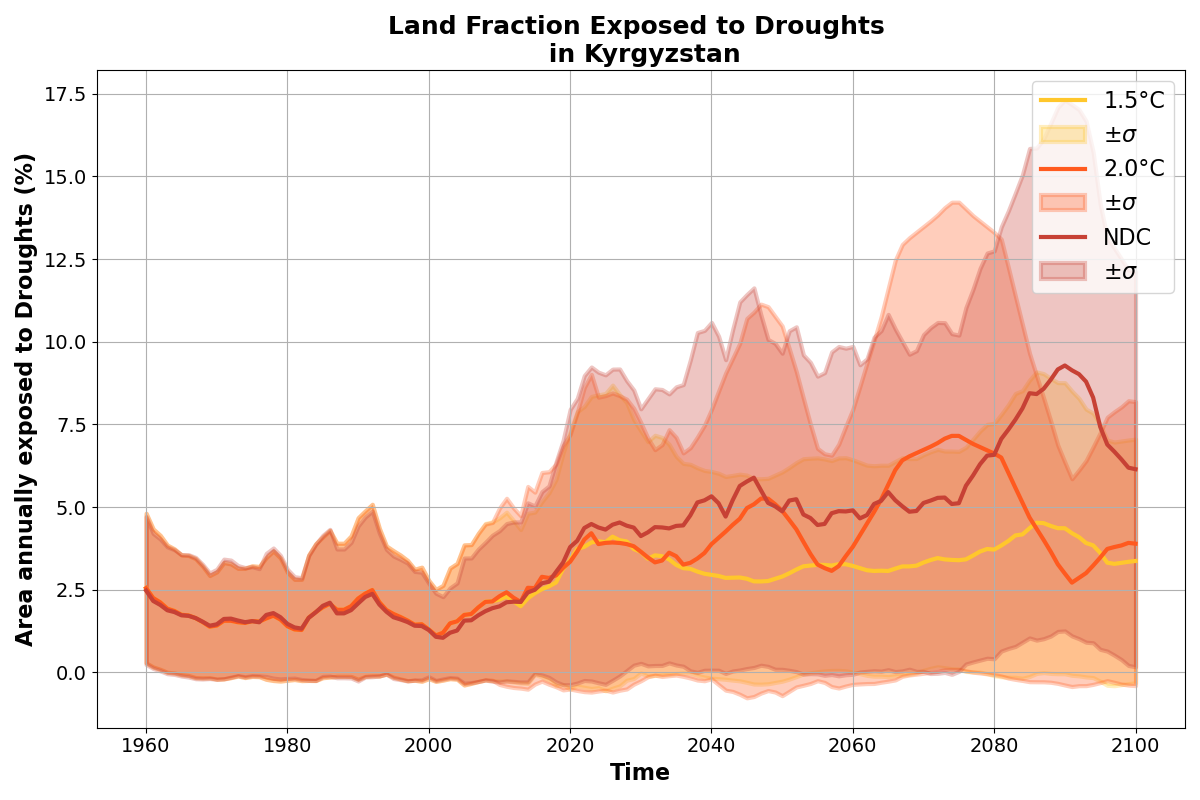 Land Fraction Exposed to Droughts
in Kyrgyzstan
Area annually exposed to Droughts (%)
17.5
15.0
12.5
10.0
7.5
5.0
2.5
0.0
1.5°C
±σ
2.0°C
±σ
NDC
±σ
1960 1980 2000 2020 2040 2060 2080 2100
Time